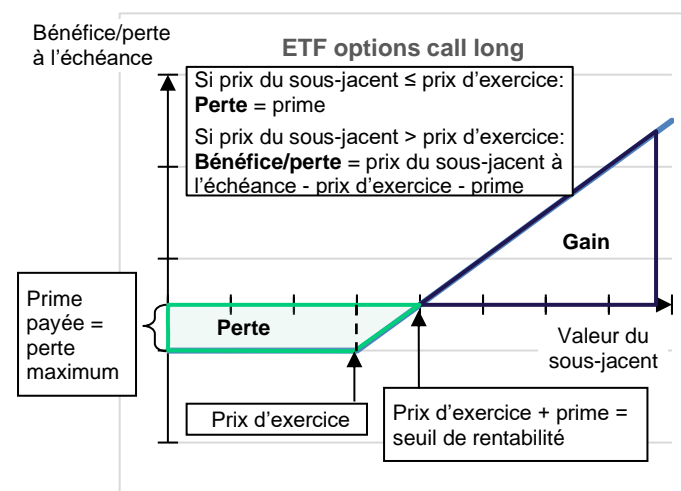 Bénéfice/perte
à l’échéance
ETF options call long
Si prix du sous-jacent ≤ prix d’exercice:
Perte = prime
Si prix du sous-jacent > prix d’exercice:
Bénéfice/perte = prix du sous-jacent à
l’échéance - prix d’exercice - prime
Gain
Prime
payée =
perte
maximum
Perte
Valeur du
sous-jacent
Prix d’exercice
Prix d’exercice + prime =
seuil de rentabilité